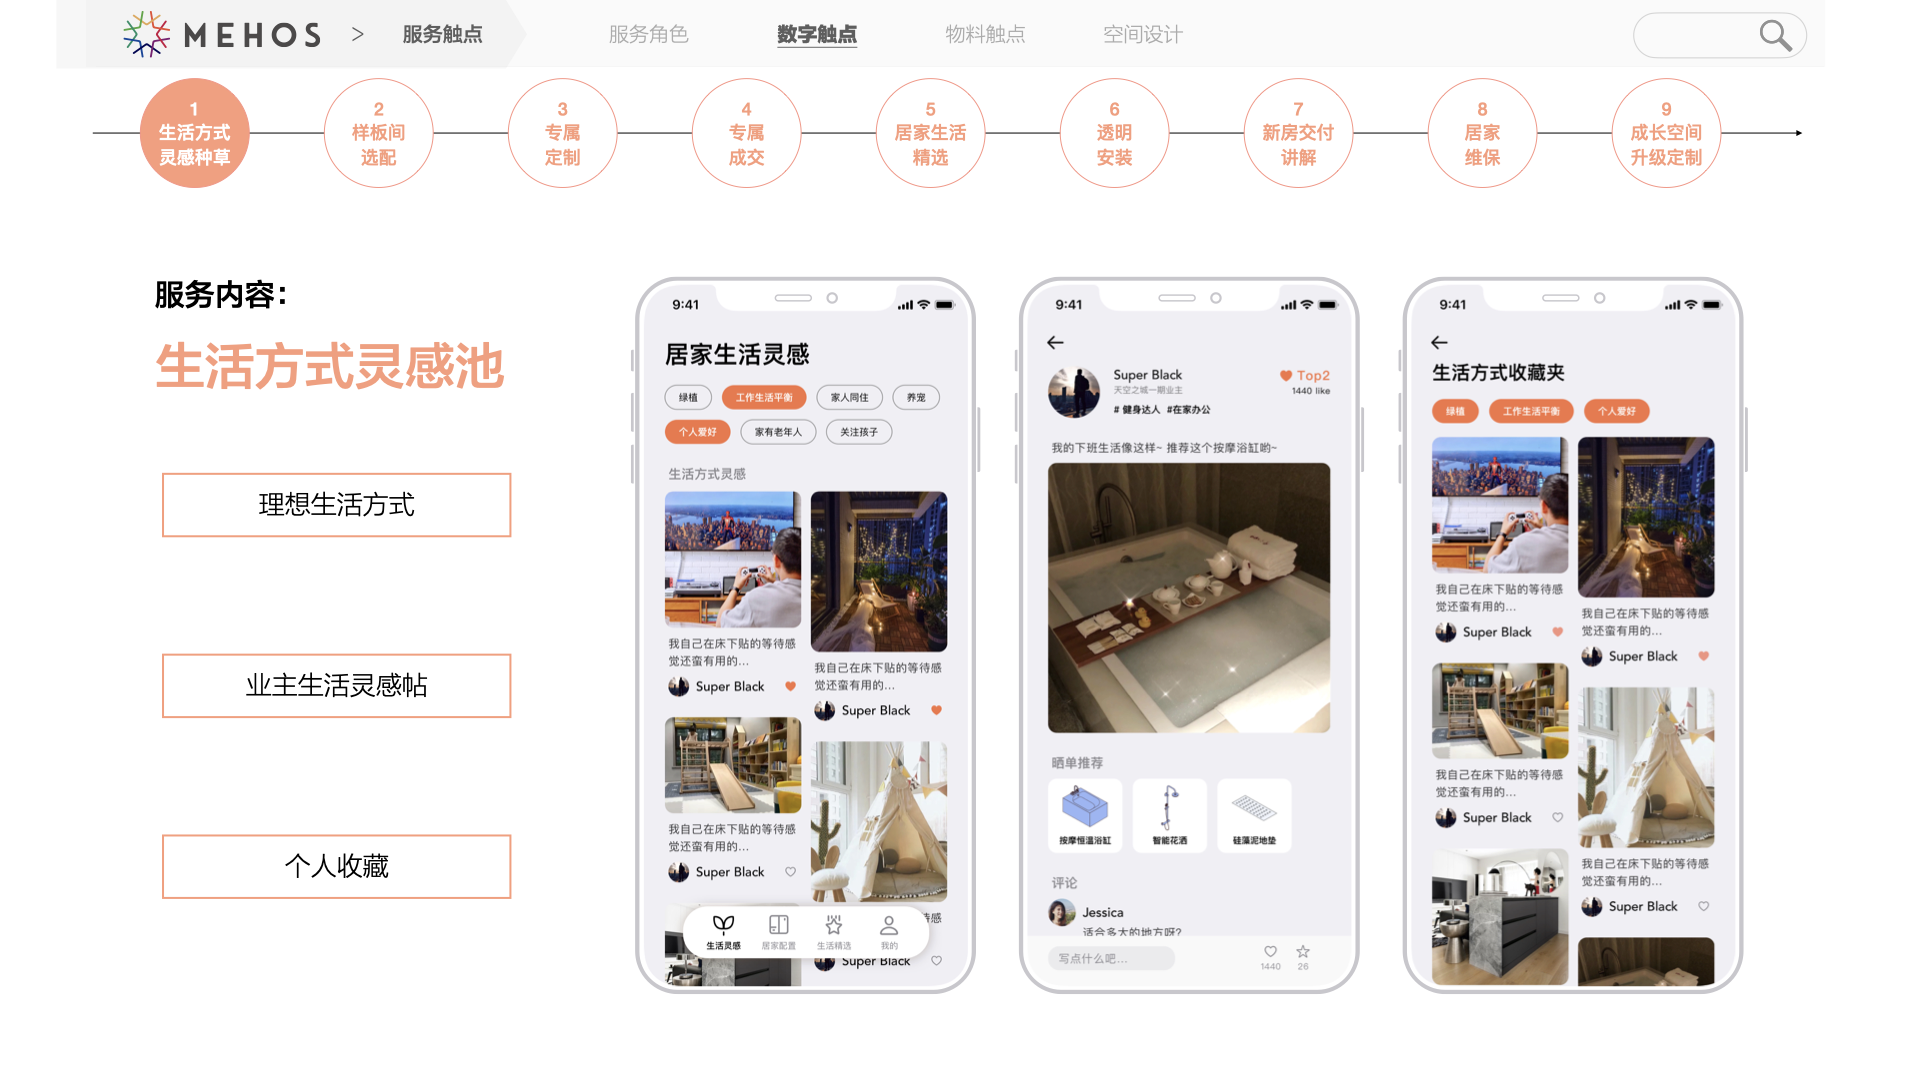 MEHOS
>
服务触点
服务角色
数字触点
物料触点
空间设计
1
生活方式
灵感种草
2
样板间
选配
3
专属
定制
4
专属
成交
5
居家生活
精选
6
透明
安装
7
新房交付
讲解
8
居家
维保
9
成长空间
升级定制
服务内容：
生活方式灵感池
理想生活方式
业主生活灵感帖
个人收藏
9:41
居家生活灵感
绿植
工作生活平衡
家人同住
养宠
个人爱好
家有老年人
关注孩子
生活方式灵感
我自己在床下贴的等待感
觉还蛮有用的...
Super Black
我自己在床下贴的等待感
觉还蛮有用的...
Super Black
我自己在床下贴的等待感
觉还蛮有用的...
Super Black
感
Super Black
生活灵感
居家配置
生活精选
我的
9:41
Super Black
天空之城一期业主
# 健身达人 #在家办公
Top2
1440 like
我的下班生活像这样~ 推荐这个按摩浴缸哟~
晒单推荐
按摩恒温浴缸
智能花洒
硅藻泥地垫
评论
Jessica
适合多大的地方呀?
写点什么吧...
1440
26
9:41
生活方式收藏夹
绿植
工作生活平衡
个人爱好
我自己在床下贴的等待感
觉还蛮有用的...
Super Black
我自己在床下贴的等待感
觉还蛮有用的...
Super Black
我自己在床下贴的等待感
觉还蛮有用的...
Super Black
我自己在床下贴的等待感
觉还蛮有用的...
Super Black